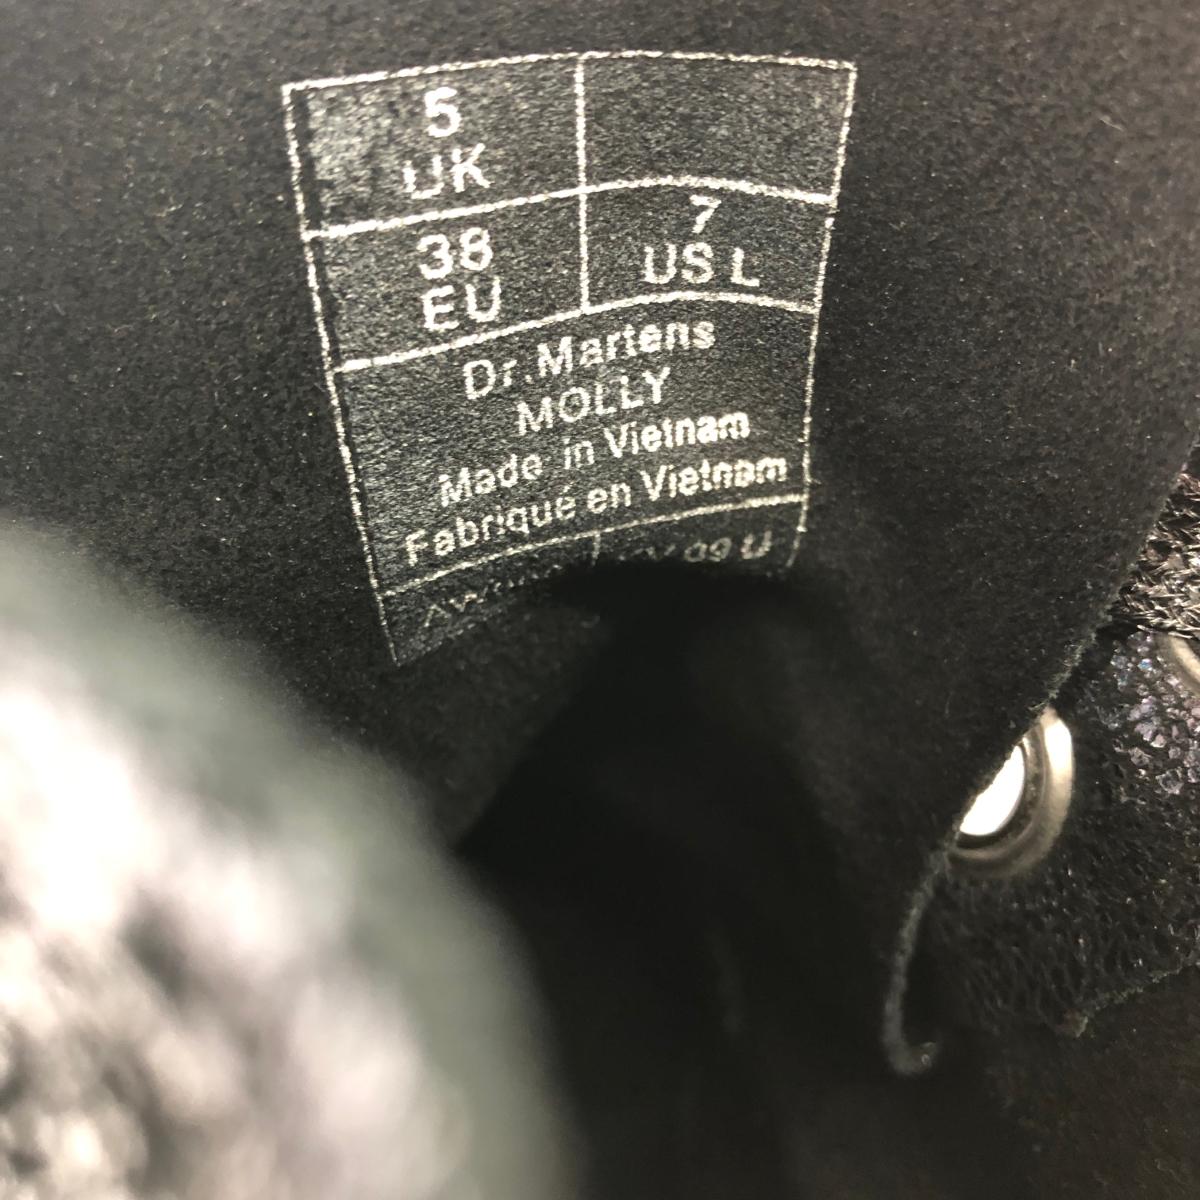 5
UK
38
EU
7
US L
Dr.Martens
MOLLY
Made in Vietnam
Fabriqué en Vietnam